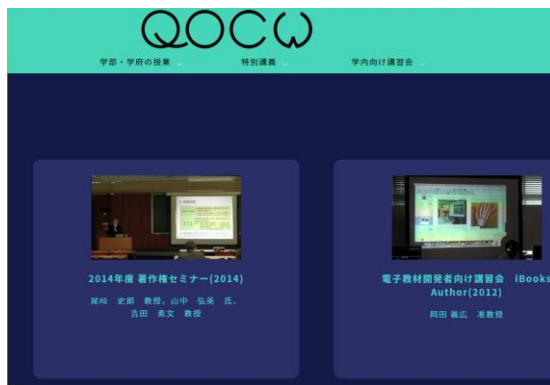 QOCW
学部・学府の授業
特別講義
学内向け講習会
2014年度 著作権セミナー(2014)
尾崎 史郎 教授、山中 弘美 氏、
吉田 素文 教授
電子教材開発者向け講習会 iBooks
Author(2012)
岡田 義広 准教授